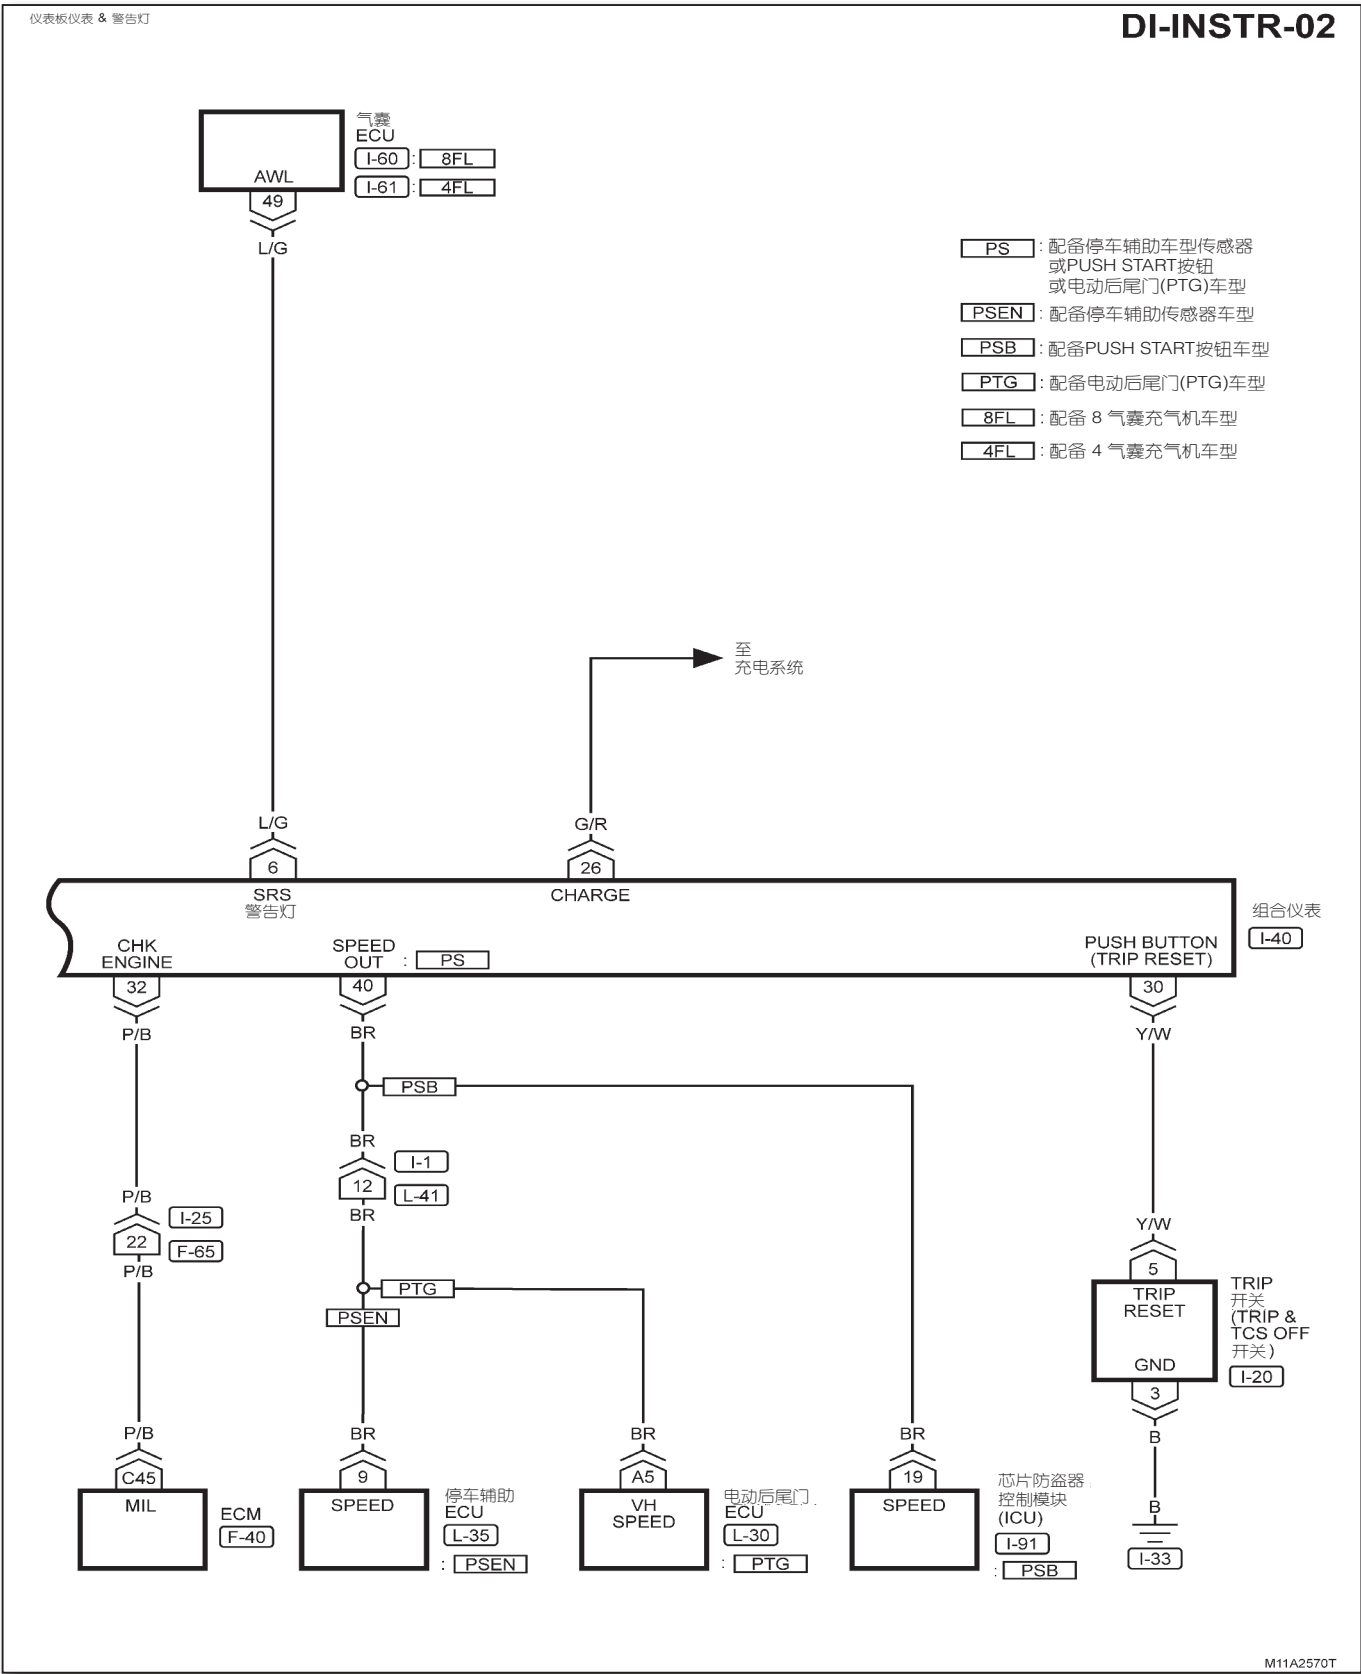 仪表板仪表 & 警告灯
DI-INSTR-02
气囊
ECU
I-60 : 8FL
I-61 : 4FL
AWL
49
L/G
PS : 配备停车辅助车型传感器
或PUSH START按钮
或电动后尾门(PTG)车型
PSEN : 配备停车辅助传感器车型
PSB : 配备PUSH START按钮车型
PTG : 配备电动后尾门(PTG)车型
8FL : 配备 8 气囊充气机车型
4FL : 配备 4 气囊充气机车型
至
充电系统
L/G
G/R
6
26
SRS
警告灯
CHARGE
组合仪表
I-40
CHK
ENGINE
SPEED
OUT : PS
PUSH BUTTON
(TRIP RESET)
32
40
30
P/B
BR
Y/W
PSB
BR
I-1
12
L-41
BR
P/B
I-25
22
F-65
P/B
Y/W
5
TRIP
RESET
GND
TRIP
开关
(TRIP &
TCS OFF
开关)
I-20
3
B
B
I-33
PTG
PSEN
P/B
BR
BR
BR
C45
9
A5
19
MIL
ECM
F-40
SPEED
停车辅助
ECU
L-35
: PSEN
VH
SPEED
电动后尾门
ECU
L-30
: PTG
SPEED
芯片防盗器
控制模块
(ICU)
I-91
: PSB
M11A2570T